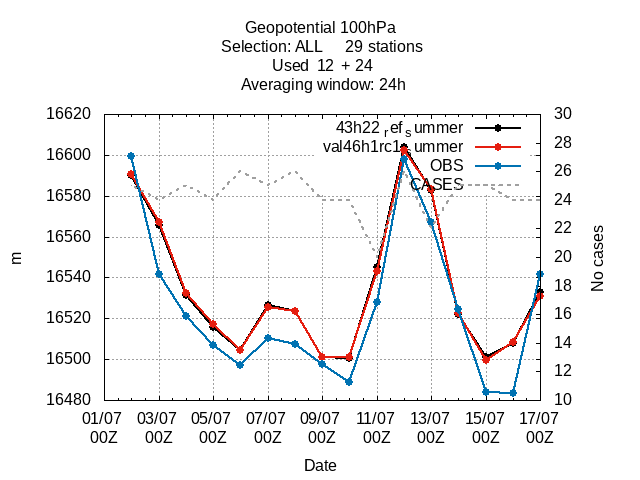 Geopotential 100hPa
Selection: ALL     29 stations
Used  12  + 24
Averaging window: 24h
16620
16600
16580
16560
16540
16520
16500
16480
30
28
26
24
22
20
18
16
14
12
10
43h22 refsummer
val46h1rc1summer
OBS
CASES
m
No cases
01/07 03/07 05/07 07/07 09/07 11/07 13/07 15/07 17/07
00Z 00Z 00Z 00Z 00Z 00Z 00Z 00Z 00Z
Date